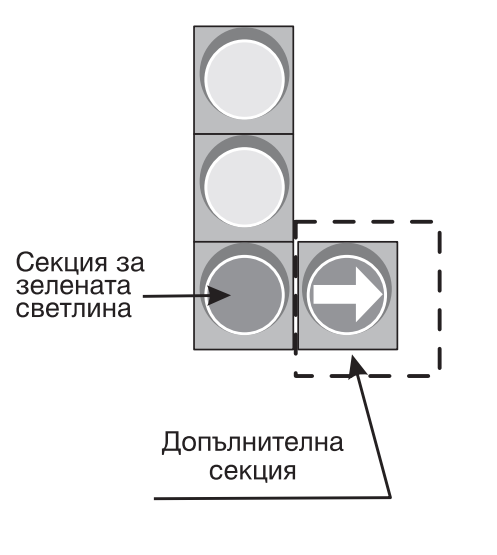 Секция за
зелената
светлина
Допълнителна
секция